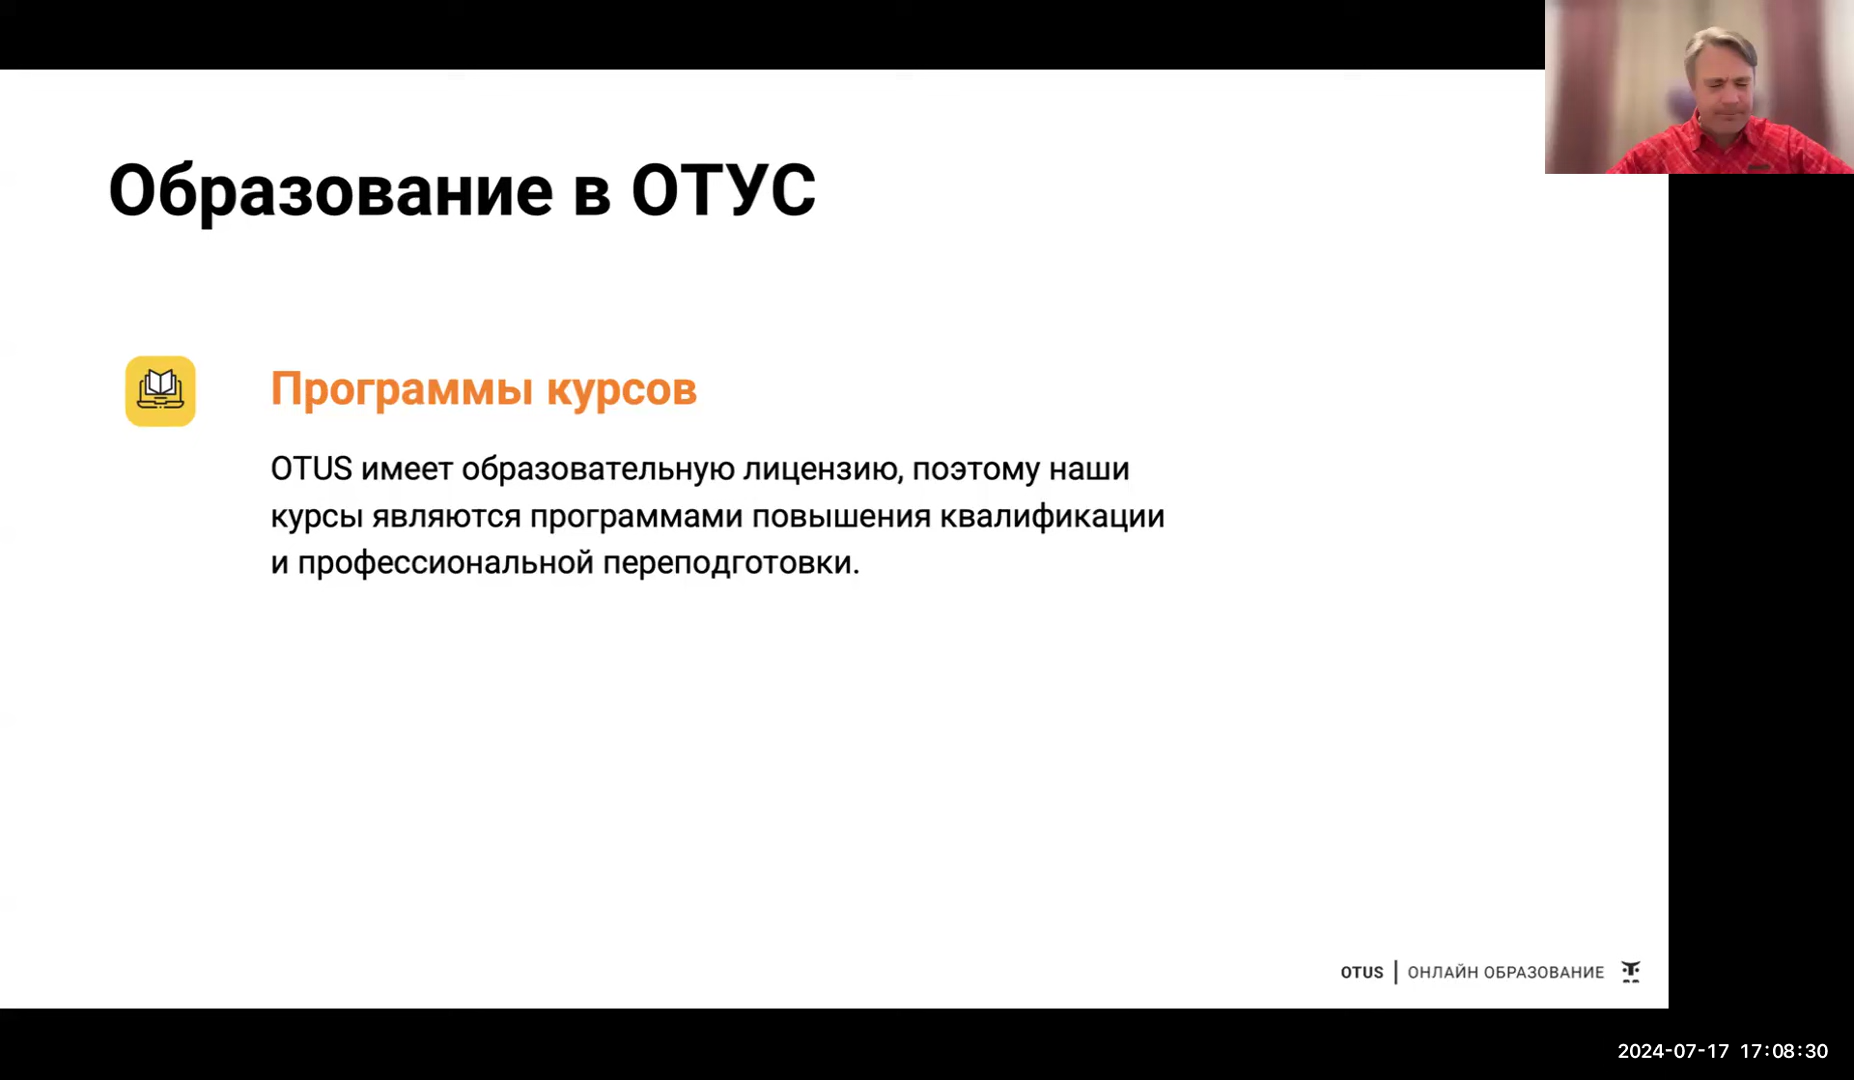 Образование в ОТУС
Программы курсов
OTUS имеет образовательную лицензию, поэтому наши
курсы являются программами повышения квалификации
и профессиональной переподготовки.
OTUS | ОНЛАЙН ОБРАЗОВАНИЕ
2024-07-17 17:08:30